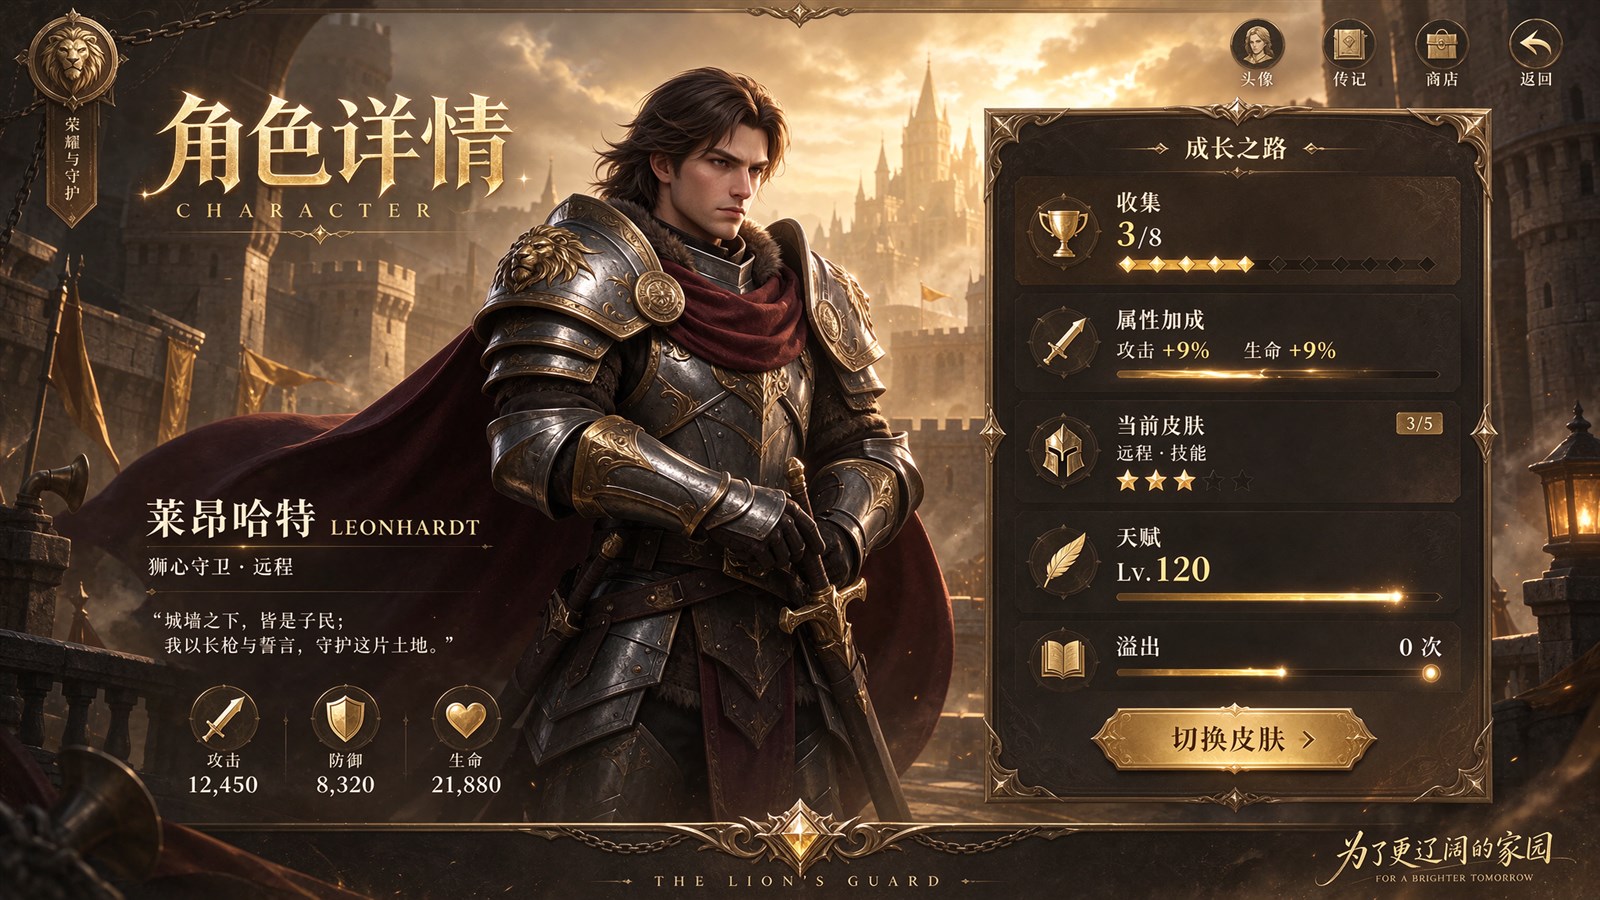 荣耀与守护
角色详情
CHARACTER
头像
传记
商店
返回
莱昂哈特 LEONHARDT
狮心守卫 · 远程
“城墙之下，皆是子民；
我以长枪与誓言，守护这片土地。”
攻击
12,450
防御
8,320
生命
21,880
成长之路
收集
3/8
属性加成
攻击 +9% 生命 +9%
当前皮肤 3/5
远程 · 技能
天赋
Lv.120
溢出 0 次
切换皮肤 >
THE LION'S GUARD
为了更辽阔的家园
FOR A BRIGHTER TOMORROW